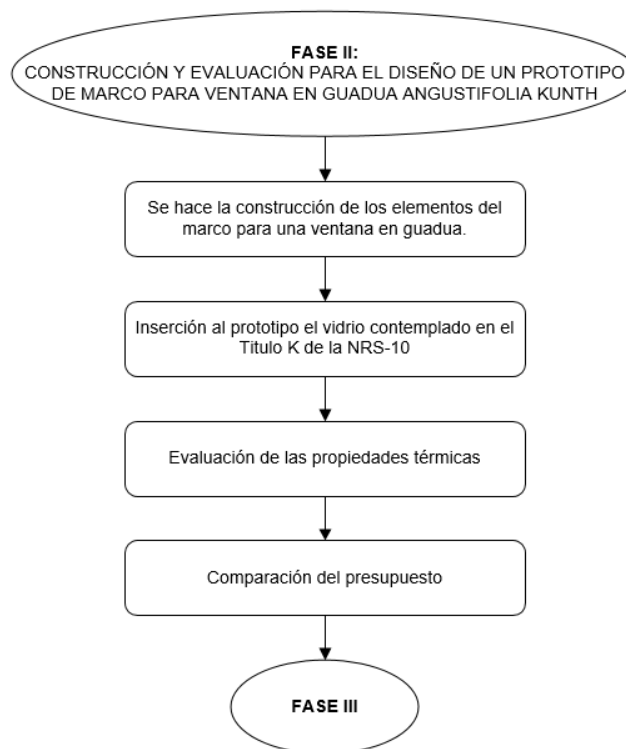 FASE II:
CONSTRUCCIÓN Y EVALUACIÓN PARA EL DISEÑO DE UN PROTOTIPO
DE MARCO PARA VENTANA EN GUADUA ANGUSTIFOLIA KUNTH
Se hace la construcción de los elementos del
marco para una ventana en guadua.
Inserción al prototipo el vidrio contemplado en el
Titulo K de la NRS-10
Evaluación de las propiedades térmicas
Comparación del presupuesto
FASE III